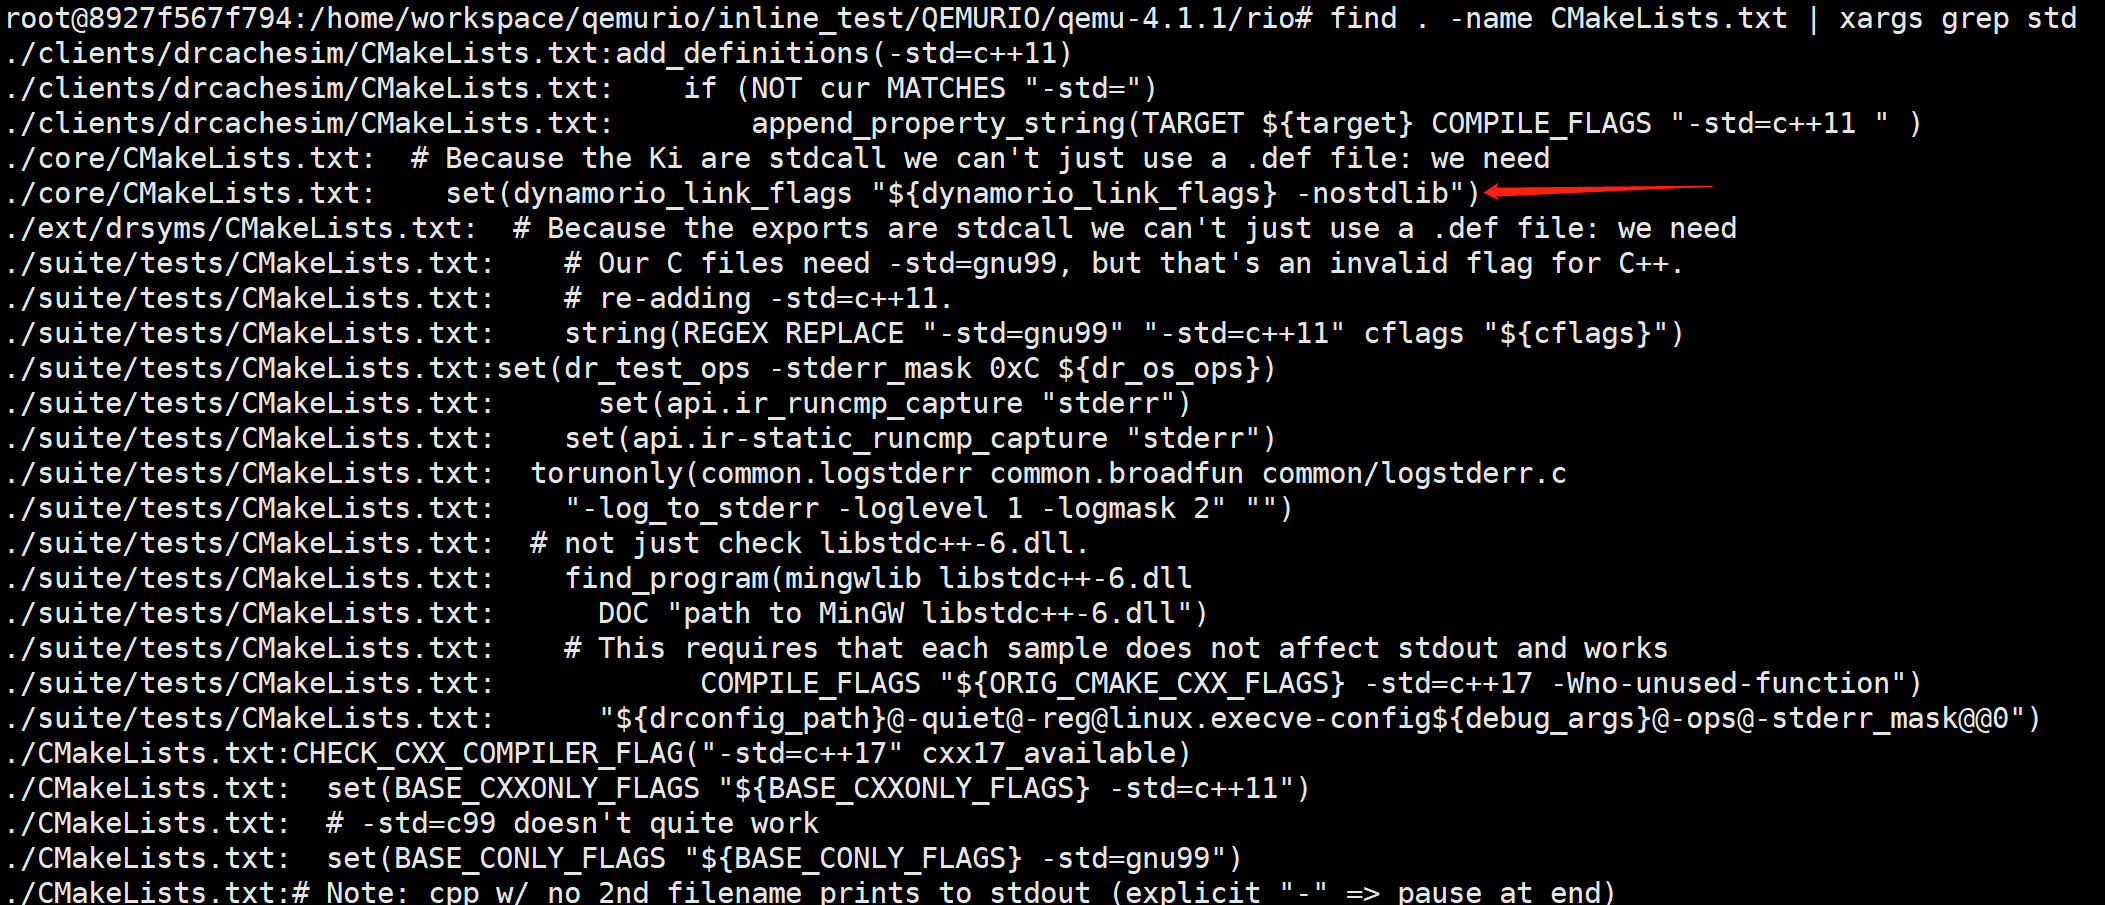 root@8927f567f794:/home/workspace/qemurio/inline_test/QEMURIO/qemu-4.1.1/rio# find . -name CMakeLists.txt | xargs grep std
./clients/drcachesim/CMakeLists.txt:add_definitions(-std=c++11)
./clients/drcachesim/CMakeLists.txt:    if (NOT cur MATCHES "-std=")
./clients/drcachesim/CMakeLists.txt:        append_property_string(TARGET ${target} COMPILE_FLAGS "-std=c++11 " )
./core/CMakeLists.txt:  # Because the Ki are stdcall we can't just use a .def file: we need
./core/CMakeLists.txt:    set(dynamorio_link_flags "${dynamorio_link_flags} -nostdlib")
./ext/drsyms/CMakeLists.txt:  # Because the exports are stdcall we can't just use a .def file: we need
./suite/tests/CMakeLists.txt:    # Our C files need -std=gnu99, but that's an invalid flag for C++.
./suite/tests/CMakeLists.txt:    # re-adding -std=c++11.
./suite/tests/CMakeLists.txt:    string(REGEX REPLACE "-std=gnu99" "-std=c++11" cflags "${cflags}")
./suite/tests/CMakeLists.txt:set(dr_test_ops -stderr_mask 0xC ${dr_os_ops})
./suite/tests/CMakeLists.txt:      set(api.ir_runcmp_capture "stderr")
./suite/tests/CMakeLists.txt:    set(api.ir-static_runcmp_capture "stderr")
./suite/tests/CMakeLists.txt:  torunonly(common.logstderr common.broadfun common/logstderr.c
./suite/tests/CMakeLists.txt:    "-log_to_stderr -loglevel 1 -logmask 2" "")
./suite/tests/CMakeLists.txt:  # not just check libstdc++-6.dll.
./suite/tests/CMakeLists.txt:    find_program(mingwlib libstdc++-6.dll
./suite/tests/CMakeLists.txt:      DOC "path to MinGW libstdc++-6.dll")
./suite/tests/CMakeLists.txt:    # This requires that each sample does not affect stdout and works
./suite/tests/CMakeLists.txt:            COMPILE_FLAGS "${ORIG_CMAKE_CXX_FLAGS} -std=c++17 -Wno-unused-function")
./suite/tests/CMakeLists.txt:      "${drconfig_path}@-quiet@-reg@linux.execve-config${debug_args}@-ops@-stderr_mask@@0")
./CMakeLists.txt:CHECK_CXX_COMPILER_FLAG("-std=c++17" cxx17_available)
./CMakeLists.txt:  set(BASE_CXXONLY_FLAGS "${BASE_CXXONLY_FLAGS} -std=c++11")
./CMakeLists.txt:  # -std=c99 doesn't quite work
./CMakeLists.txt:  set(BASE_CONLY_FLAGS "${BASE_CONLY_FLAGS} -std=gnu99")
./CMakeLists.txt:# Note: cpp w/ no 2nd filename prints to stdout (explicit "-" => pause at end)